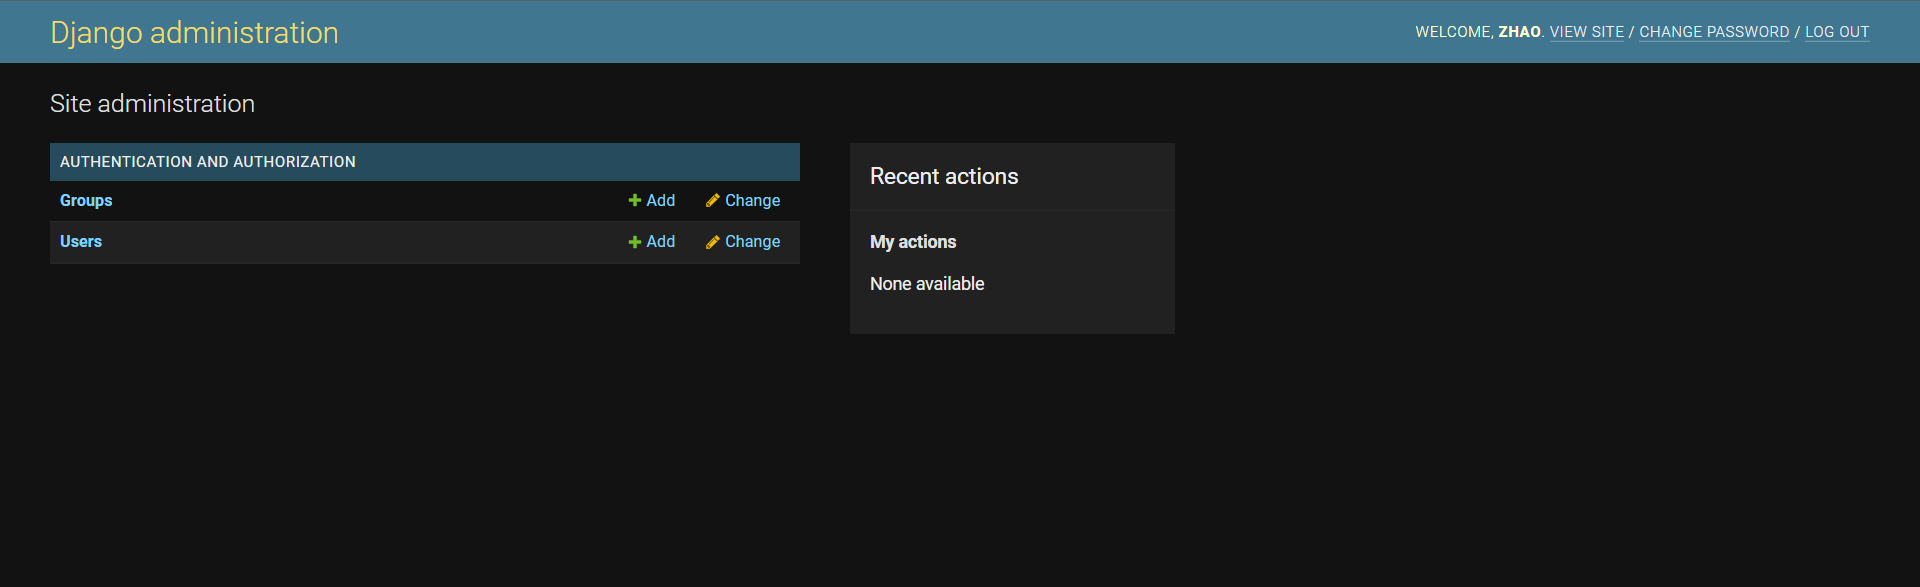 Django administration
WELCOME, ZHAO. VIEW SITE / CHANGE PASSWORD / LOG OUT
Site administration
AUTHENTICATION AND AUTHORIZATION
Groups Add Change
Users Add Change
Recent actions
My actions
None available